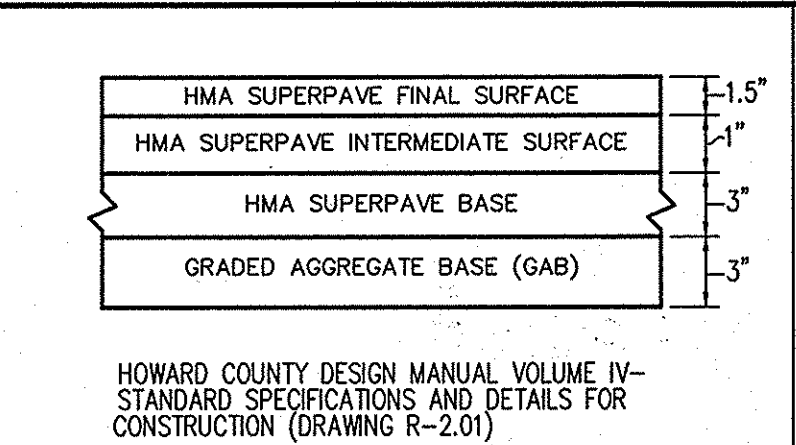 HMA SUPERPAVE FINAL SURFACE
1.5"
HMA SUPERPAVE INTERMEDIATE SURFACE
1"
HMA SUPERPAVE BASE
3"
GRADED AGGREGATE BASE (GAB)
3"
HOWARD COUNTY DESIGN MANUAL VOLUME IV-
STANDARD SPECIFICATIONS AND DETAILS FOR
CONSTRUCTION (DRAWING R-2.01)